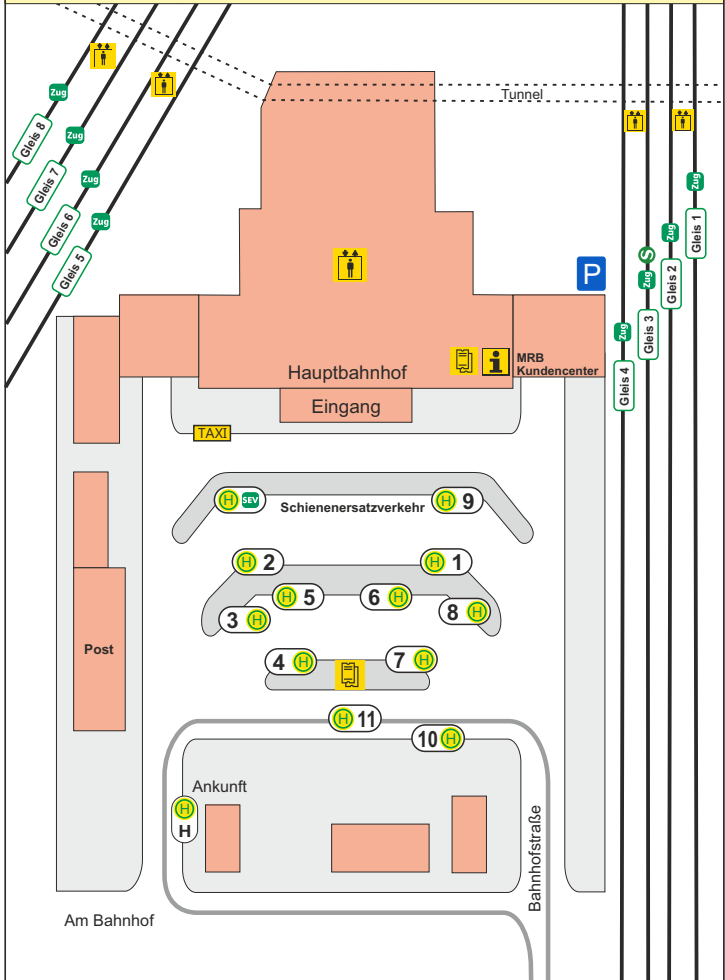 Tunnel
Zug
Gleis 8
Zug
Gleis 7
Zug
Gleis 6
Zug
Gleis 5
Zug
Gleis 1
Zug
Gleis 2
S
Zug
Gleis 3
Zug
Gleis 4
P
MRB
Kundencenter
Hauptbahnhof
Eingang
TAXI
H SEV
Schienenersatzverkehr
H 9
H 2
H 1
H 5
6 H
3 H
8 H
Post
4 H
7 H
H 11
10 H
Ankunft
H
H
Bahnhofstraße
Am Bahnhof